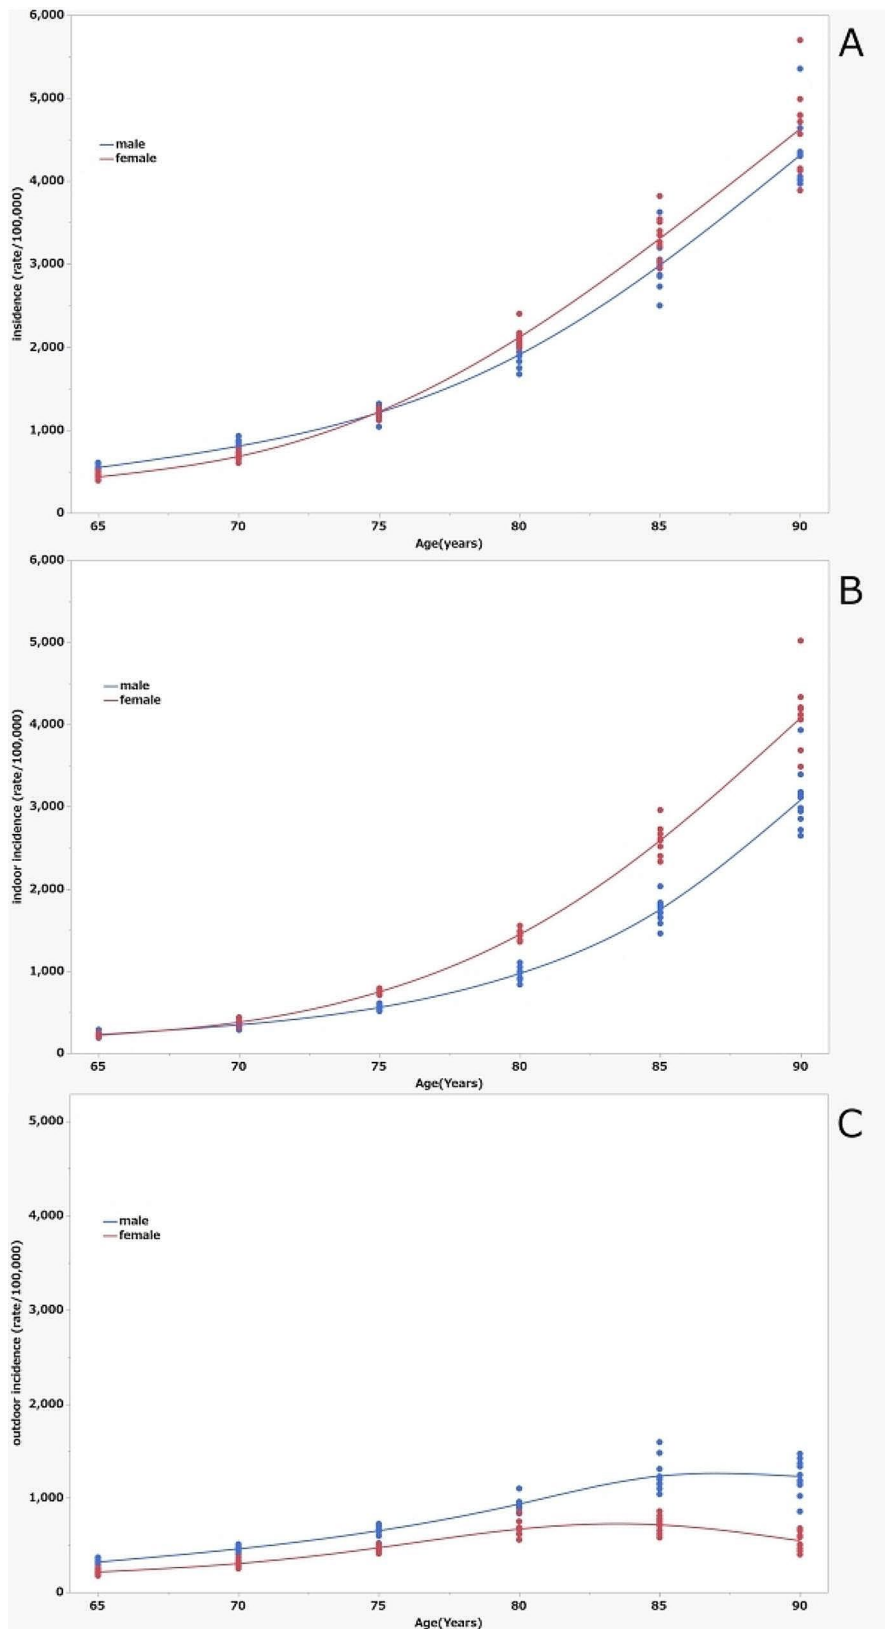 A
6,000
5,000
4,000
3,000
2,000
1,000
0
insidence (rate/100,000)
male
female
65 70 75 80 85 90
Age(years)
B
6,000
5,000
4,000
3,000
2,000
1,000
0
indoor incidence (rate/100,000)
male
female
65 70 75 80 85 90
Age(Years)
C
5,000
4,000
3,000
2,000
1,000
0
outdoor incidence (rate/100,000)
male
female
65 70 75 80 85 90
Age(Years)